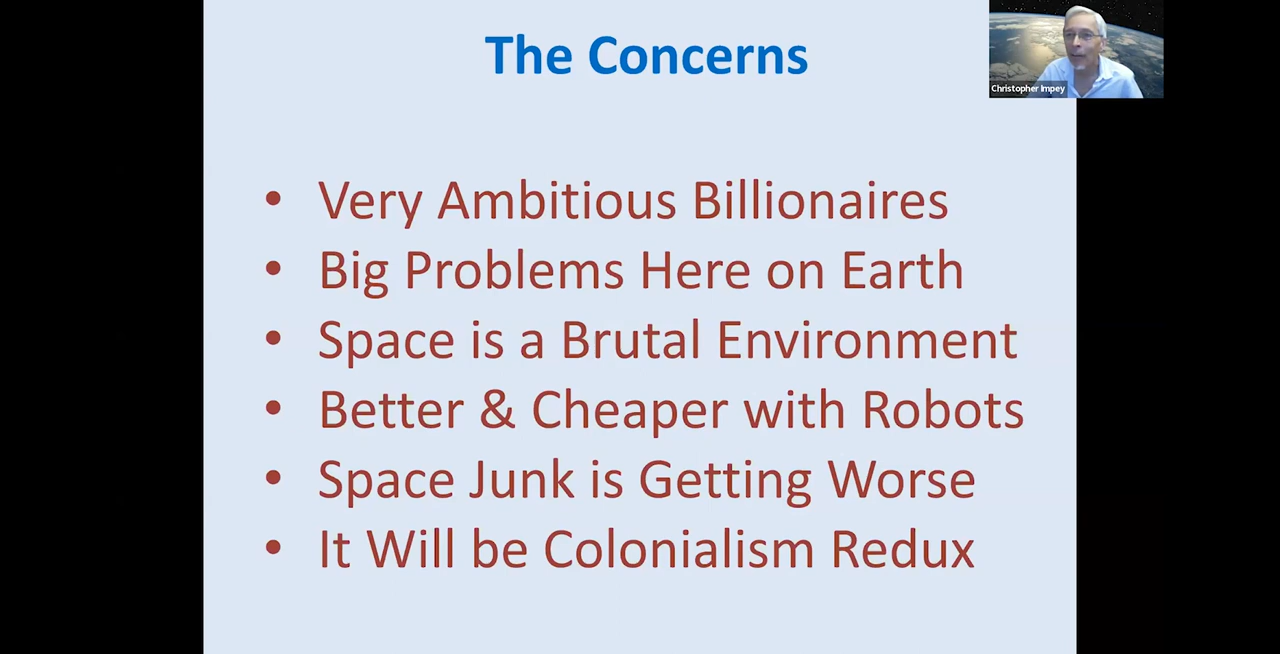 The Concerns
Christopher Impey
• Very Ambitious Billionaires
• Big Problems Here on Earth
• Space is a Brutal Environment
• Better & Cheaper with Robots
• Space Junk is Getting Worse
• It Will be Colonialism Redux